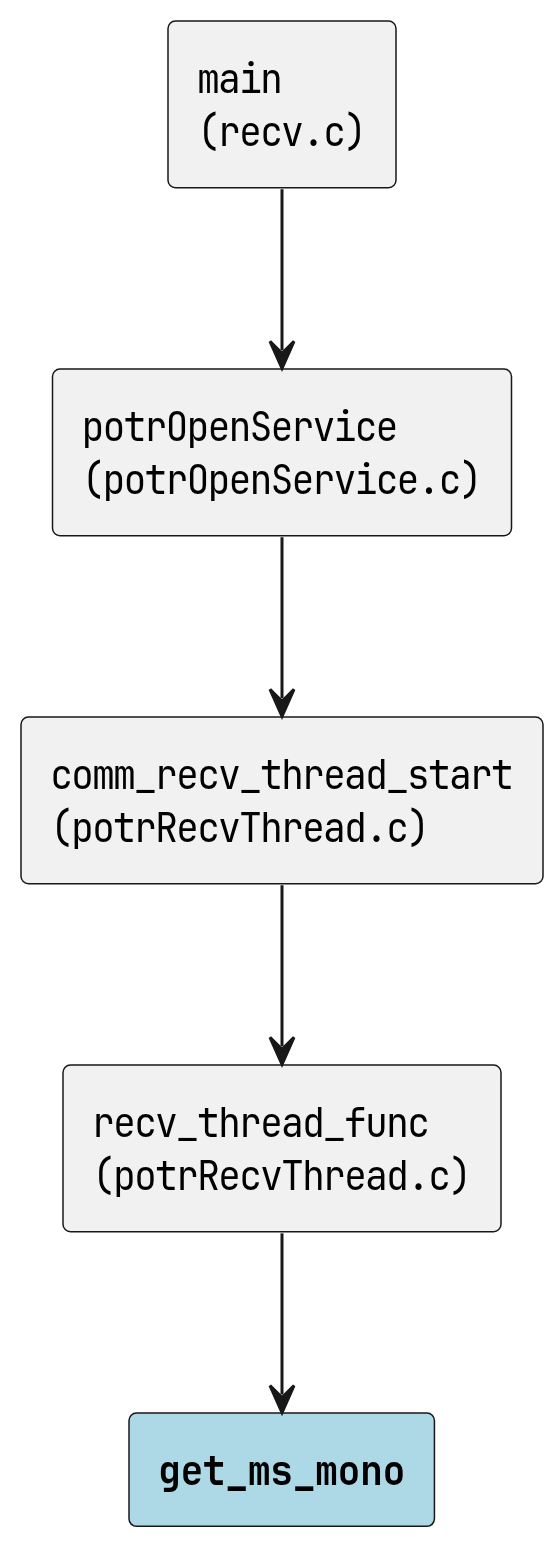 main
(recv.c)
potrOpenService
(potrOpenService.c)
comm_recv_thread_start
(potrRecvThread.c)
recv_thread_func
(potrRecvThread.c)
get_ms_mono